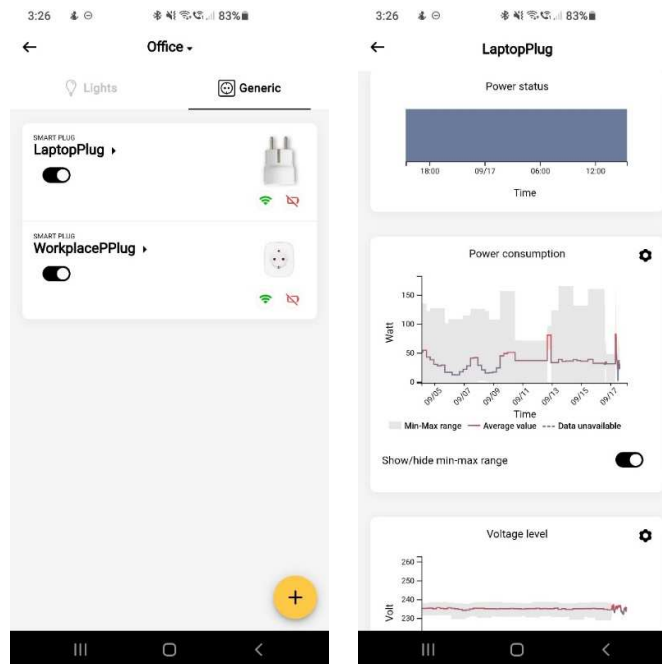 3:26 83%
Office
Lights Generic
SMART PLUG
LaptopPlug
SMART PLUG
WorkplacePPlug
+
3:26 83%
LaptopPlug
Power status
18:00 09/17 06:00 12:00
Time
Power consumption
150
100
50
0
Watt
09/05 09/07 09/09 09/11 09/13 09/15 09/17
Time
Min-Max range Average value Data unavailable
Show/hide min-max range
Voltage level
260
250
240
230
Volt